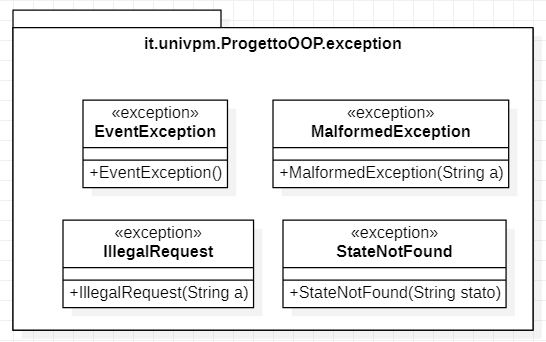 it.univpm.ProgettoOOP.exception
«exception»
EventException
+EventException()
«exception»
MalformedException
+MalformedException(String a)
«exception»
IllegalRequest
+IllegalRequest(String a)
«exception»
StateNotFound
+StateNotFound(String stato)